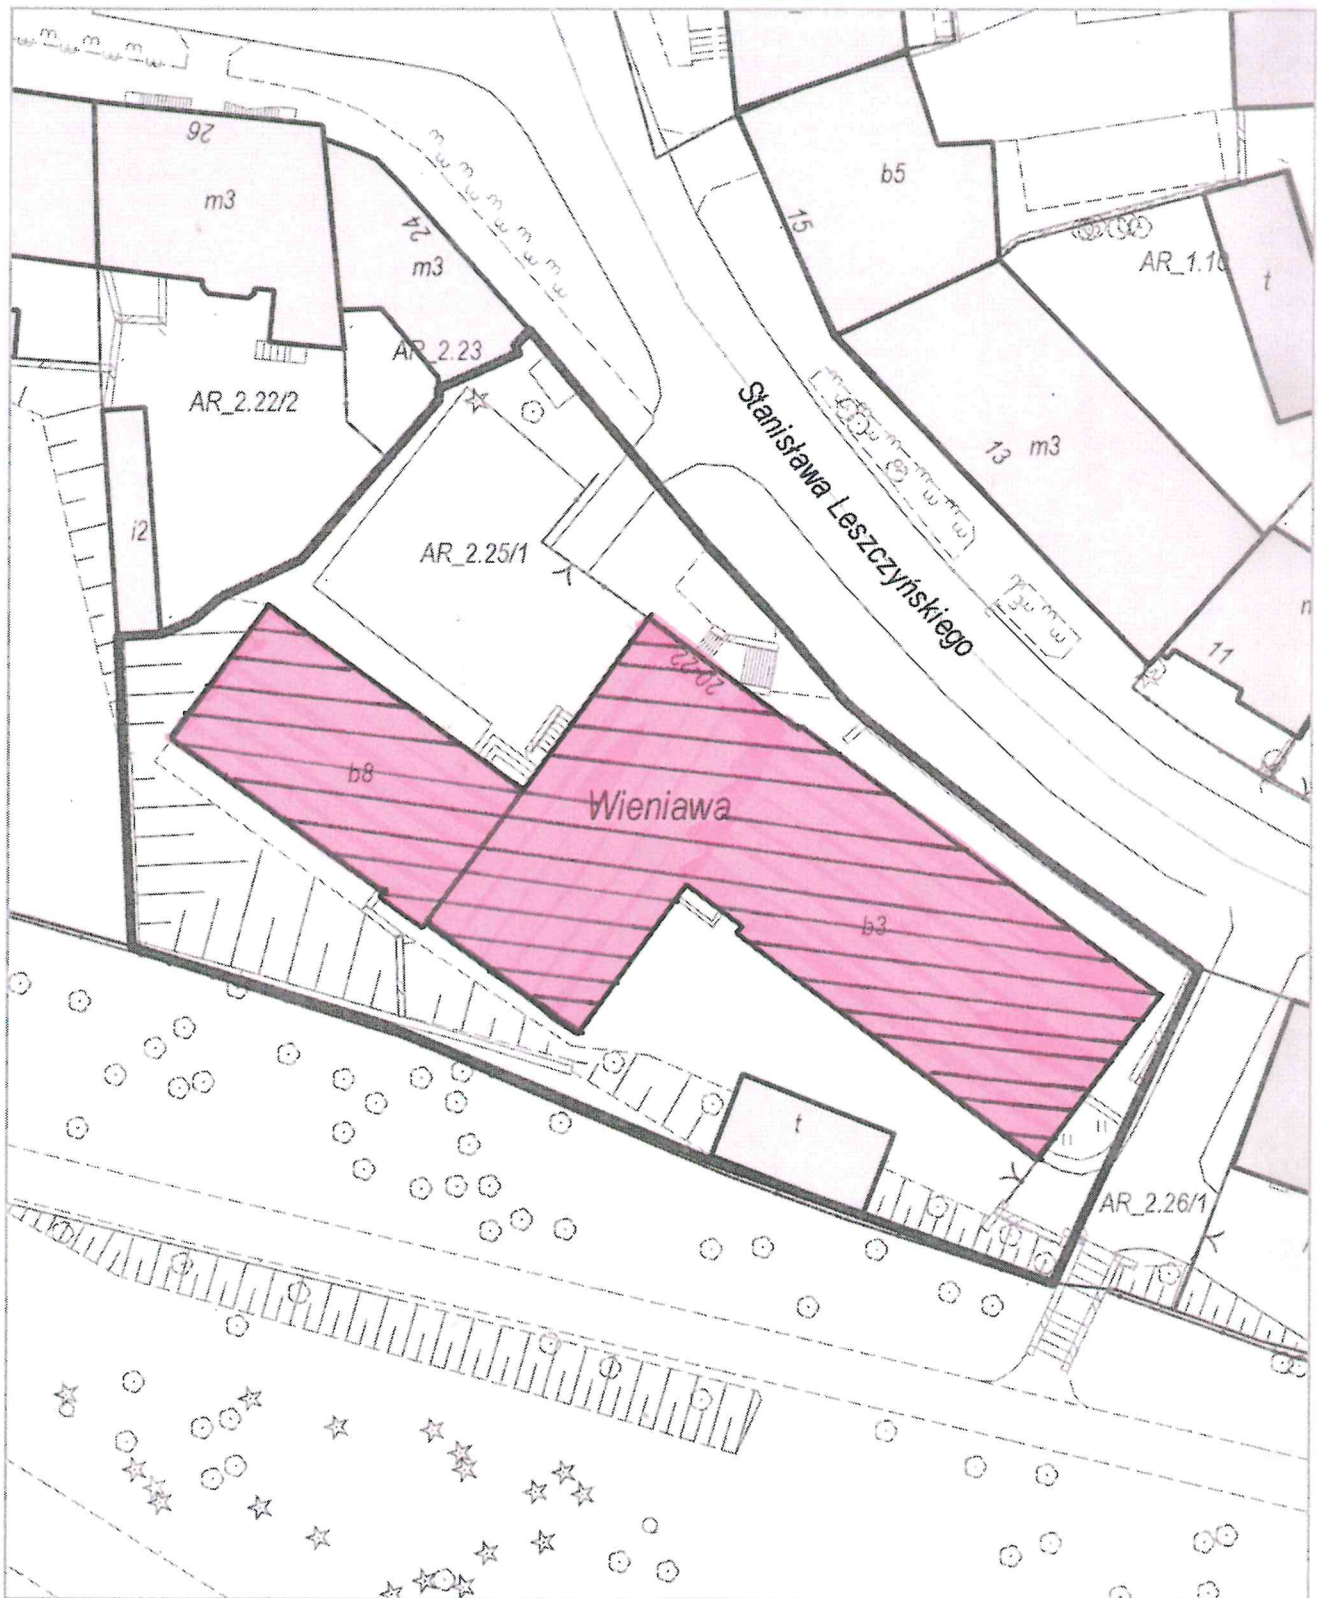 26
m3
24
m3
b5
15
AR_1.10
t
AR_2.23
AR_2.22/2
Stanisława Leszczyńskiego
13
m3
i2
AR_2.25/1
11
20-22
b8
Wieniawa
b3
t
AR_2.26/1